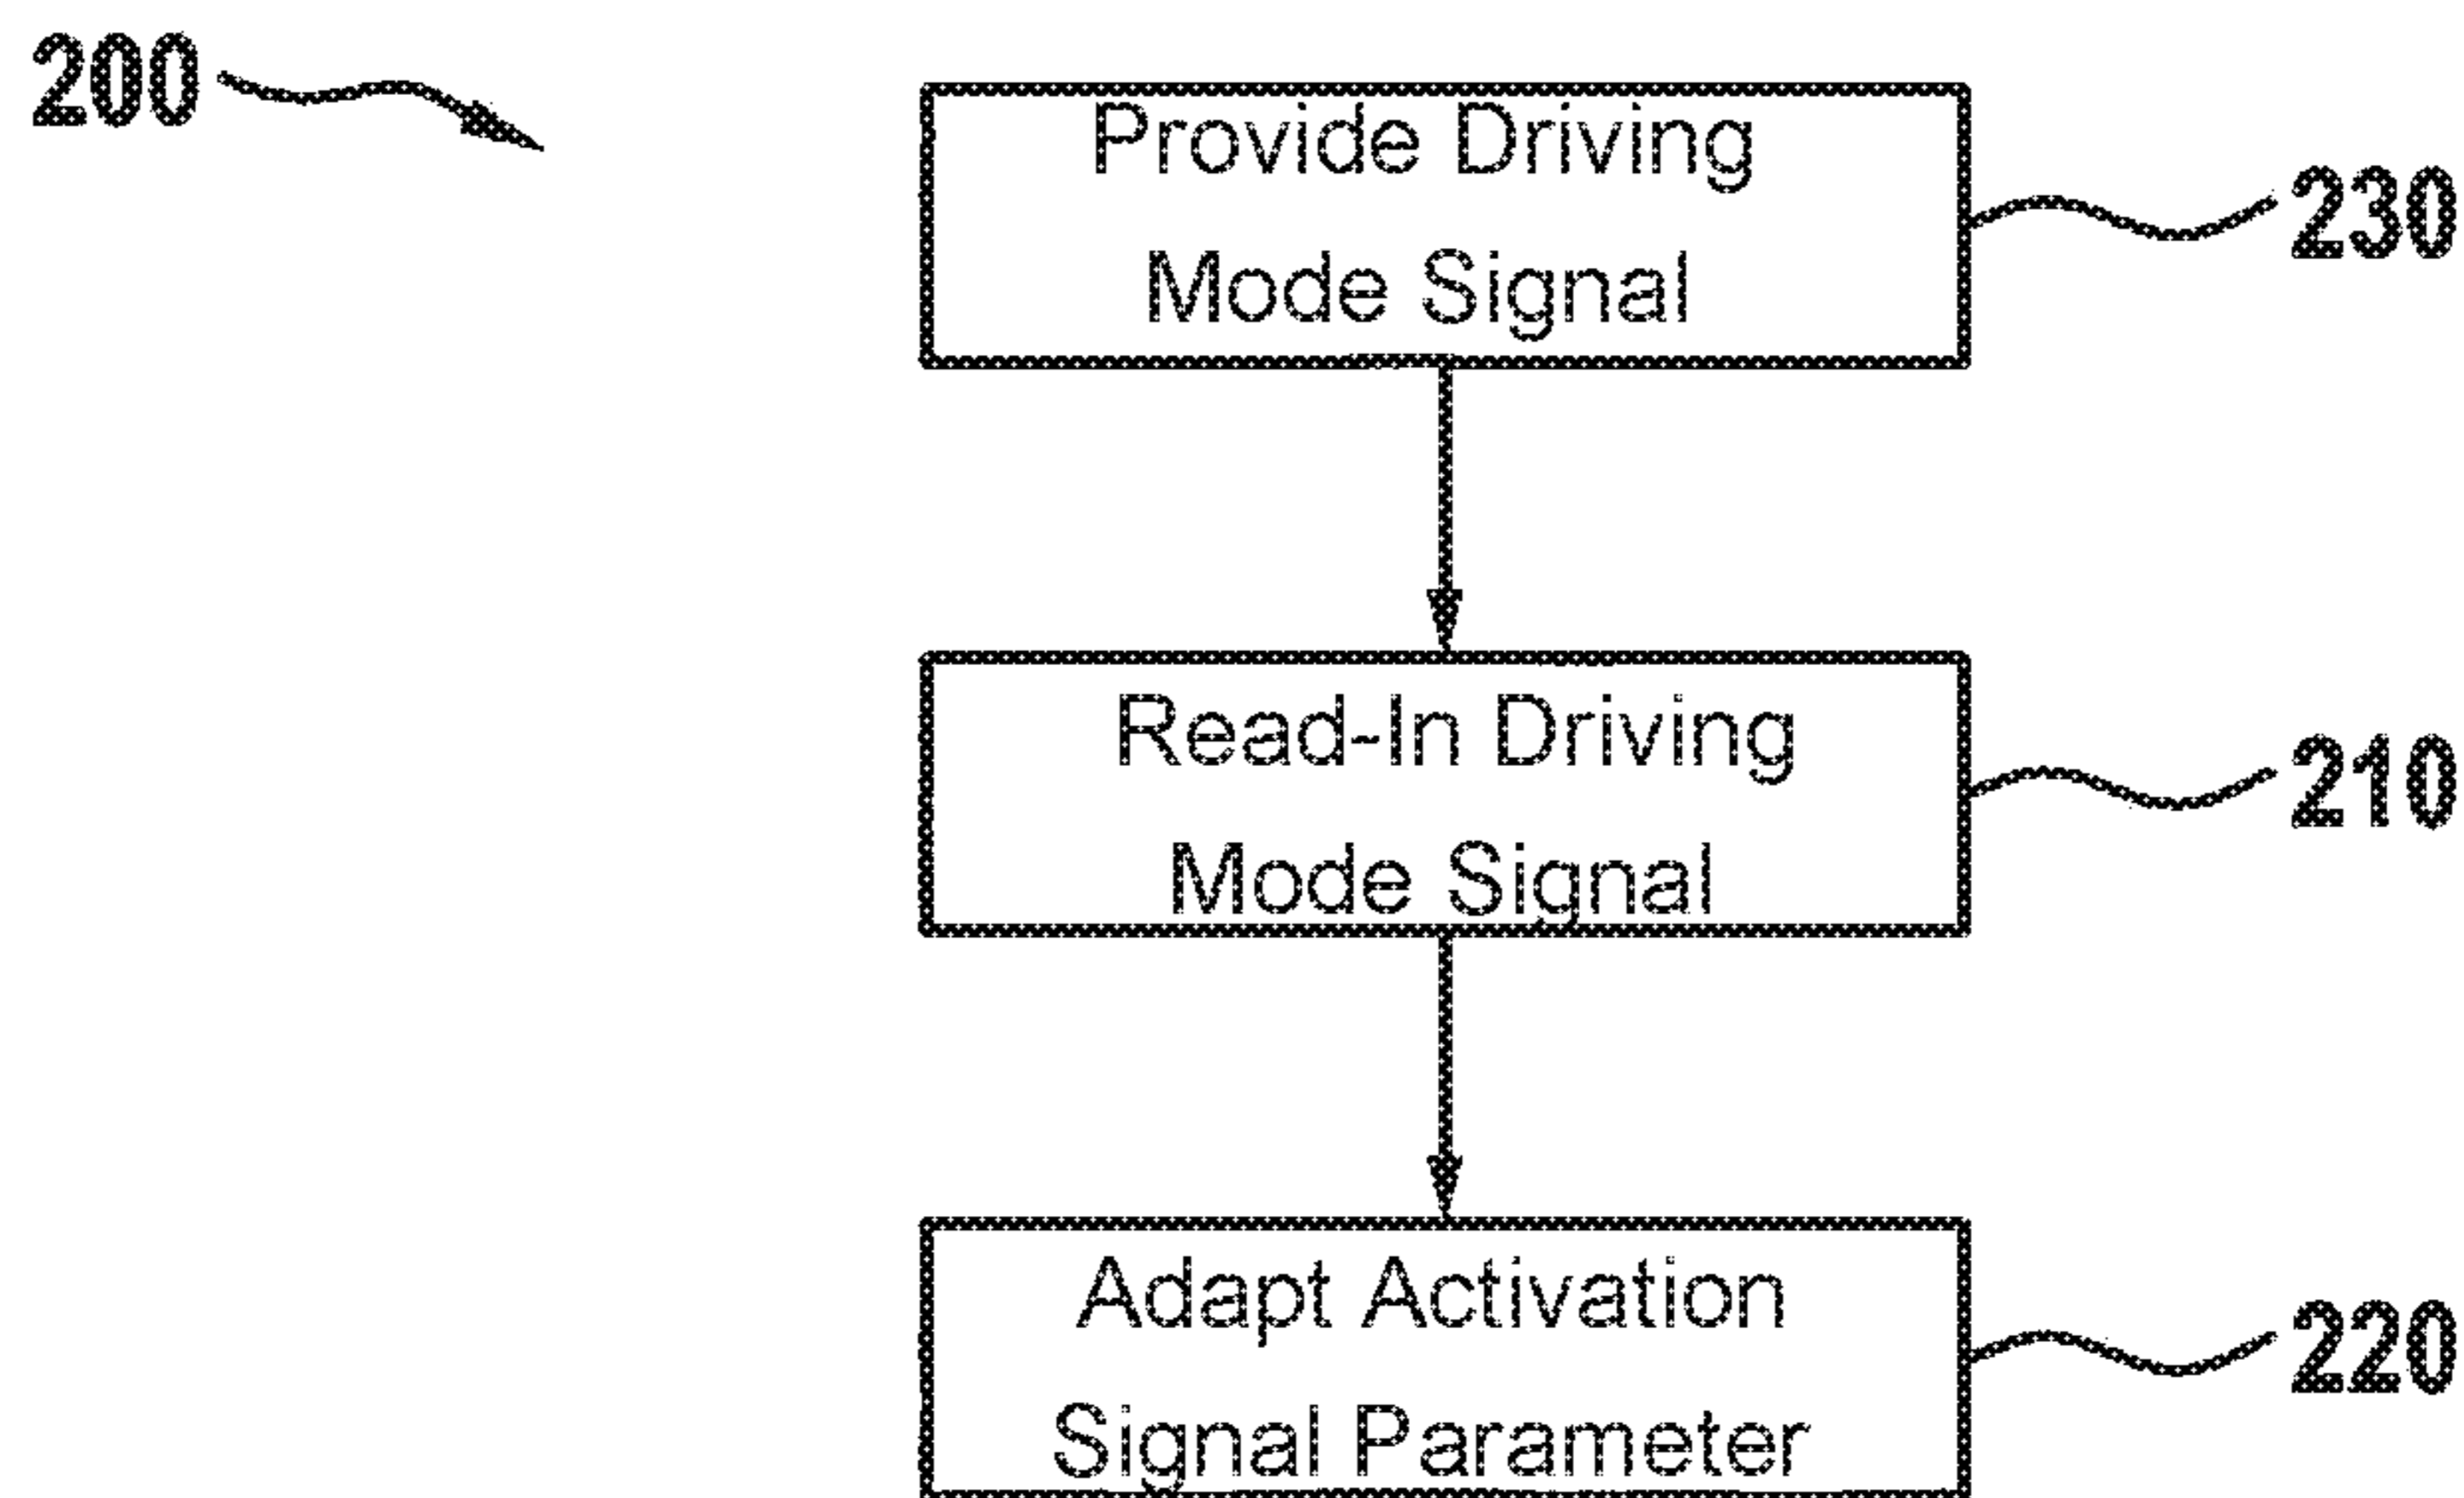 200
Provide Driving
Mode Signal
230
Read-In Driving
Mode Signal
210
Adapt Activation
Signal Parameter
220